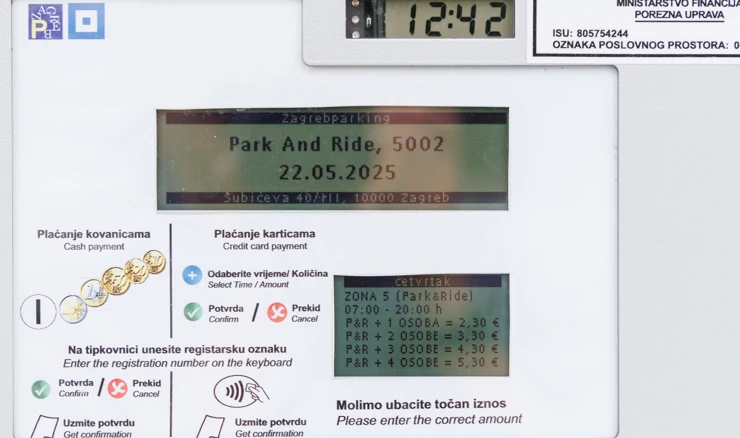 12:42
MINISTARSTVO FINANCIJA
POREZNA UPRAVA
ISU: 805754244
OZNAKA POSLOVNOG PROSTORA: 0
Zagrebparking
Park And Ride, 5002
22.05.2025
Šubićeva 40/III, 10000 Zagreb
Plaćanje kovanicama
Cash payment
Plaćanje karticama
Credit card payment
Odaberite vrijeme/ Količina
Select Time / Amount
Potvrda / Prekid
Confirm Cancel
četvrtak
ZONA 5 (Park&Ride)
07:00 - 20:00 h
P&R + 1 OSOBA = 2,30 €
P&R + 2 OSOBE = 3,30 €
P&R + 3 OSOBE = 4,30 €
P&R + 4 OSOBE = 5,30 €
Na tipkovnici unesite registarsku oznaku
Enter the registration number on the keyboard
Potvrda / Prekid
Confirm Cancel
Uzmite potvrdu
Get confirmation
Uzmite potvrdu
Get confirmation
Molimo ubacite točan iznos
Please enter the correct amount